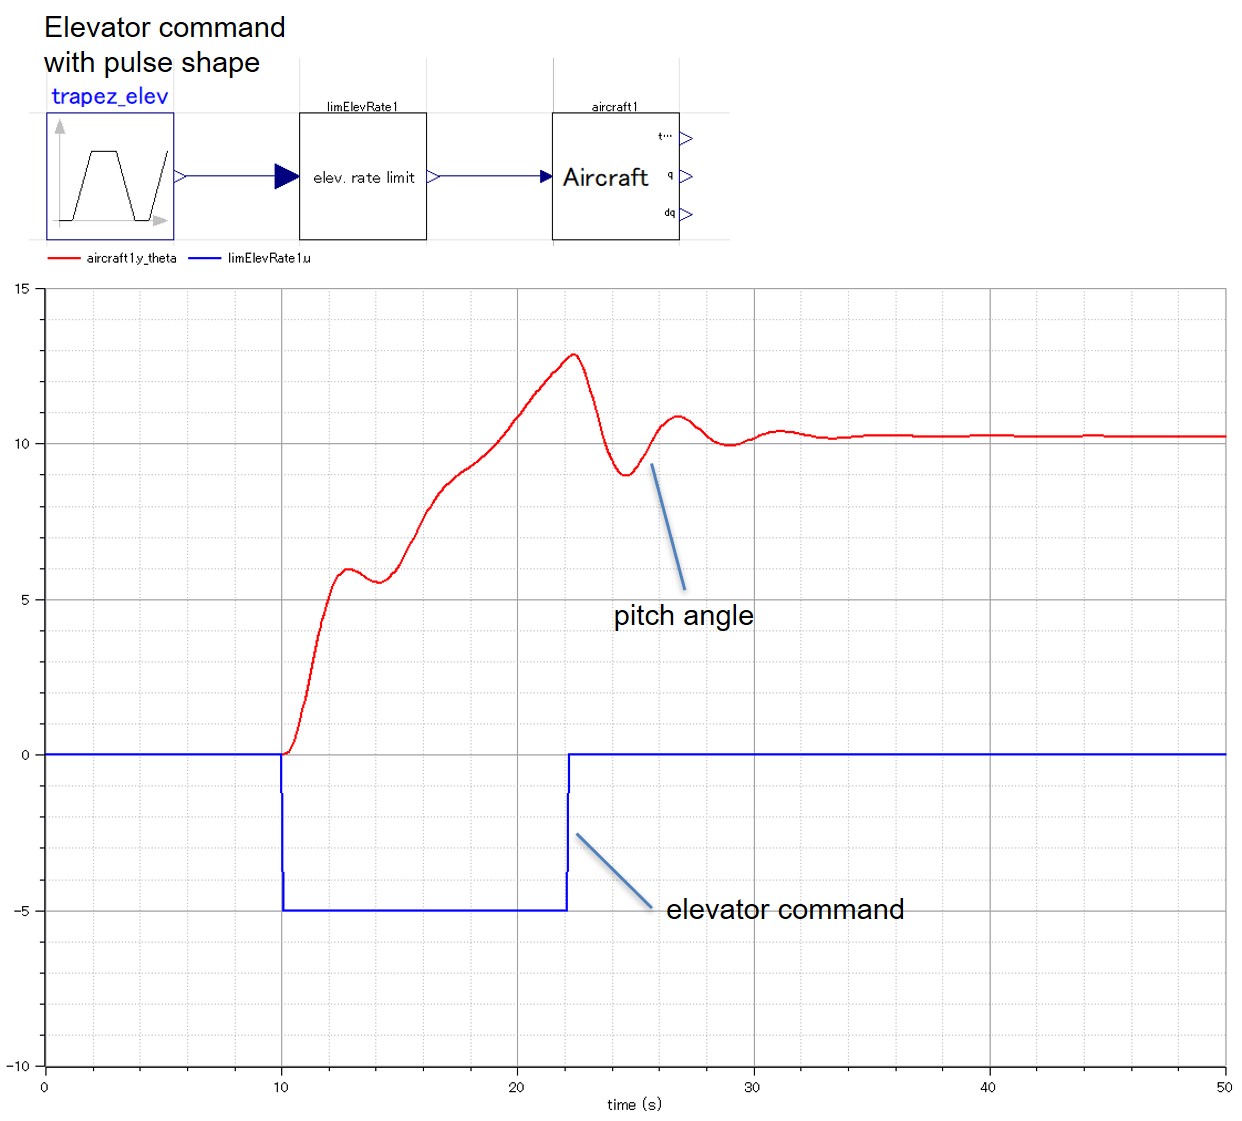 Elevator command
with pulse shape
trapez_elev
limElevRate1
aircraft1
elev. rate limit
Aircraft
t...
q
dq
aircraft1.y_theta
limElevRate1.u
15
10
5
0
-5
-10
pitch angle
elevator command
0
10
20
30
40
50
time (s)